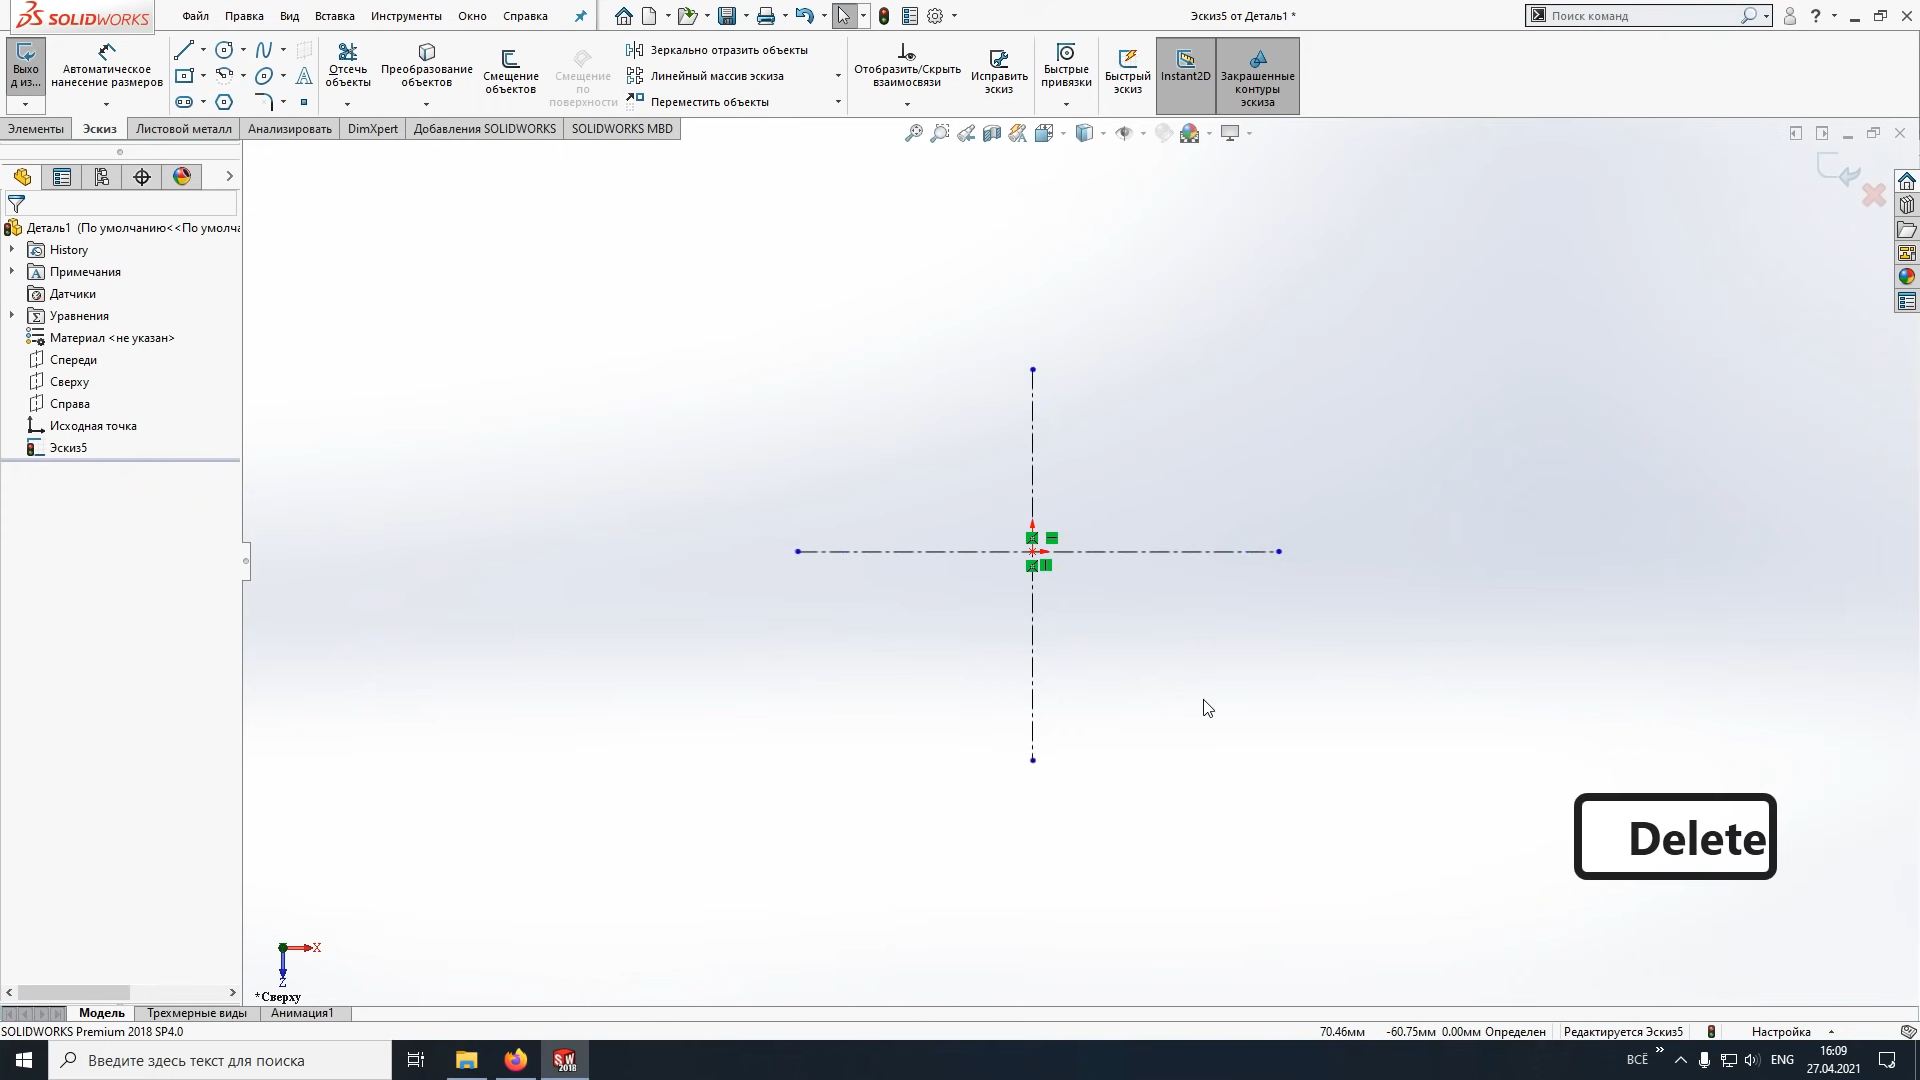 SOLIDWORKS
Файл Правка Вид Вставка Инструменты Окно Справка
Эскиз5 от Деталь1 *
Поиск команд
?
Выхо
д из...
Автоматическое
нанесение размеров
Отсечь
объекты
Преобразование
объектов
Смещение
объектов
Смещение
по
поверхности
Зеркально отразить объекты
Линейный массив эскиза
Переместить объекты
Отобразить/Скрыть
взаимосвязи
Исправить
эскиз
Быстрые
привязки
Быстрый
эскиз
Instant2D
Закрашенные
контуры
эскиза
Элементы Эскиз Листовой металл Анализировать DimXpert Добавления SOLIDWORKS SOLIDWORKS MBD
Деталь1 (По умолчанию<<По умолча
History
Примечания
Датчики
Уравнения
Материал <не указан>
Спереди
Сверху
Справа
Исходная точка
Эскиз5
Delete
X
Z
*Сверху
Модель Трехмерные виды Анимация1
SOLIDWORKS Premium 2018 SP4.0
70.46мм -60.75мм 0.00мм Определен Редактируется Эскиз5 Настройка
Введите здесь текст для поиска
SW
2018
ВСЁ
ENG
16:09
27.04.2021